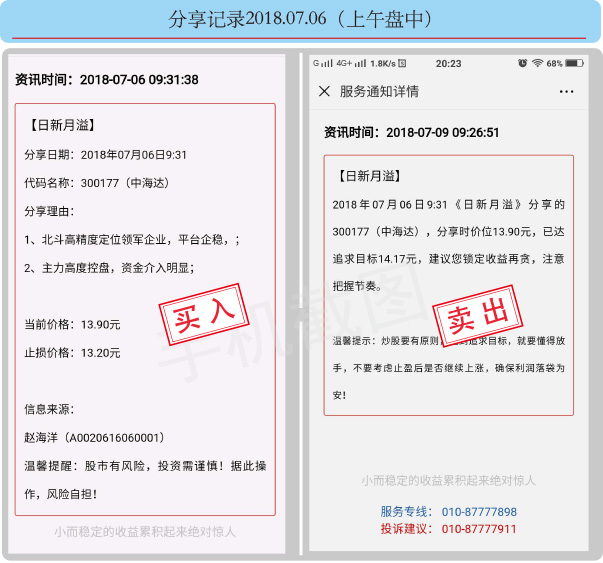 分享记录2018.07.06（上午盘中）
资讯时间：2018-07-06 09:31:38
【日新月溢】
分享日期：2018年07月06日9:31
代码名称：300177（中海达）
分享理由：
1、北斗高精度定位领军企业，平台企稳，；
2、主力高度控盘，资金介入明显；
买入
当前价格：13.90元
止损价格：13.20元
信息来源：
赵海洋（A0020616060001）
温馨提醒：股市有风险，投资需谨慎！据此操
作，风险自担！
小而稳定的收益累积起来绝对惊人
G 4G+ 1.8K/s 20:23 68%
服务通知详情
资讯时间：2018-07-09 09:26:51
【日新月溢】
2018年07月06日9:31《日新月溢》分享的
300177（中海达），分享时价位13.90元，已达
追求目标14.17元，建议您锁定收益再贪，注意
把握节奏。
卖出
温馨提示：炒股要有原则，到追求目标，就要懂得放
手，不要考虑止盈后是否继续上涨，确保利润落袋为
安！
小而稳定的收益累积起来绝对惊人
服务专线： 010-87777898
投诉建议： 010-87777911
手机截图